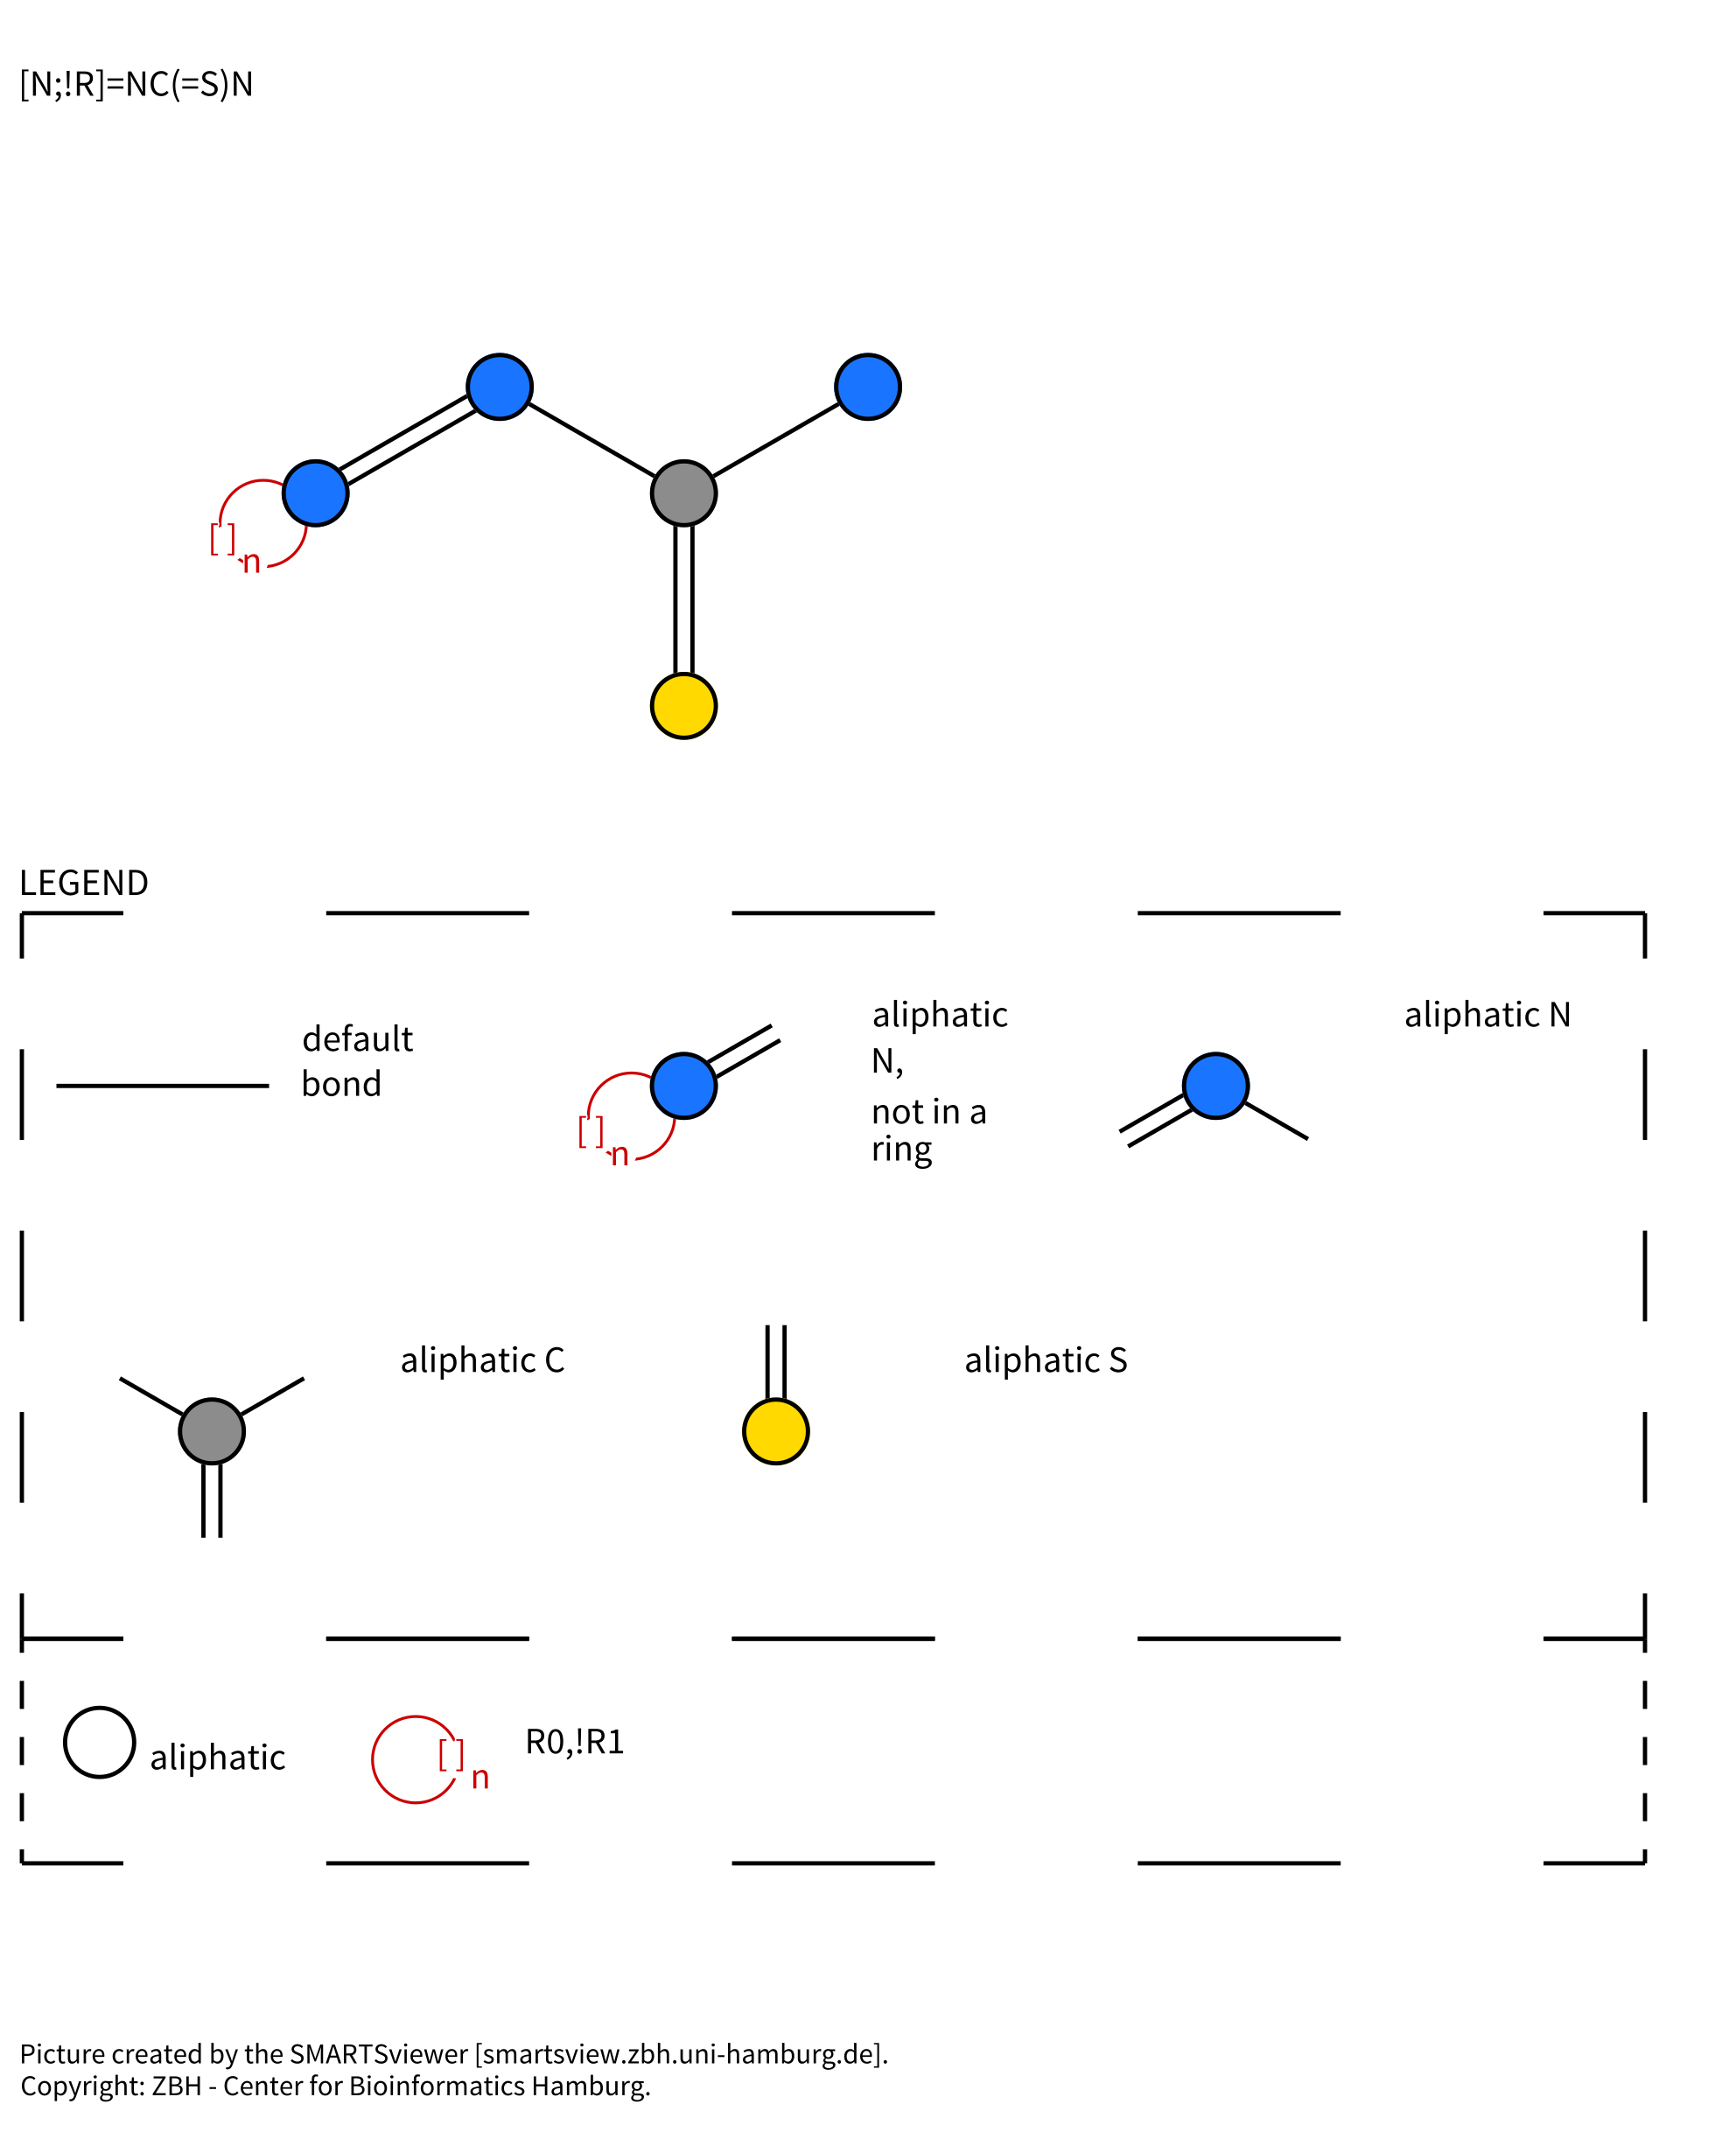 [N;!R]=NC(=S)N
[ ]n
LEGEND
default
bond
[ ]n
aliphatic
N,
not in a
ring
aliphatic N
aliphatic C
aliphatic S
aliphatic
[ ]n
R0,!R1
Picture created by the SMARTSviewer [smartsview.zbh.uni-hamburg.de].
Copyright: ZBH - Center for Bioinformatics Hamburg.